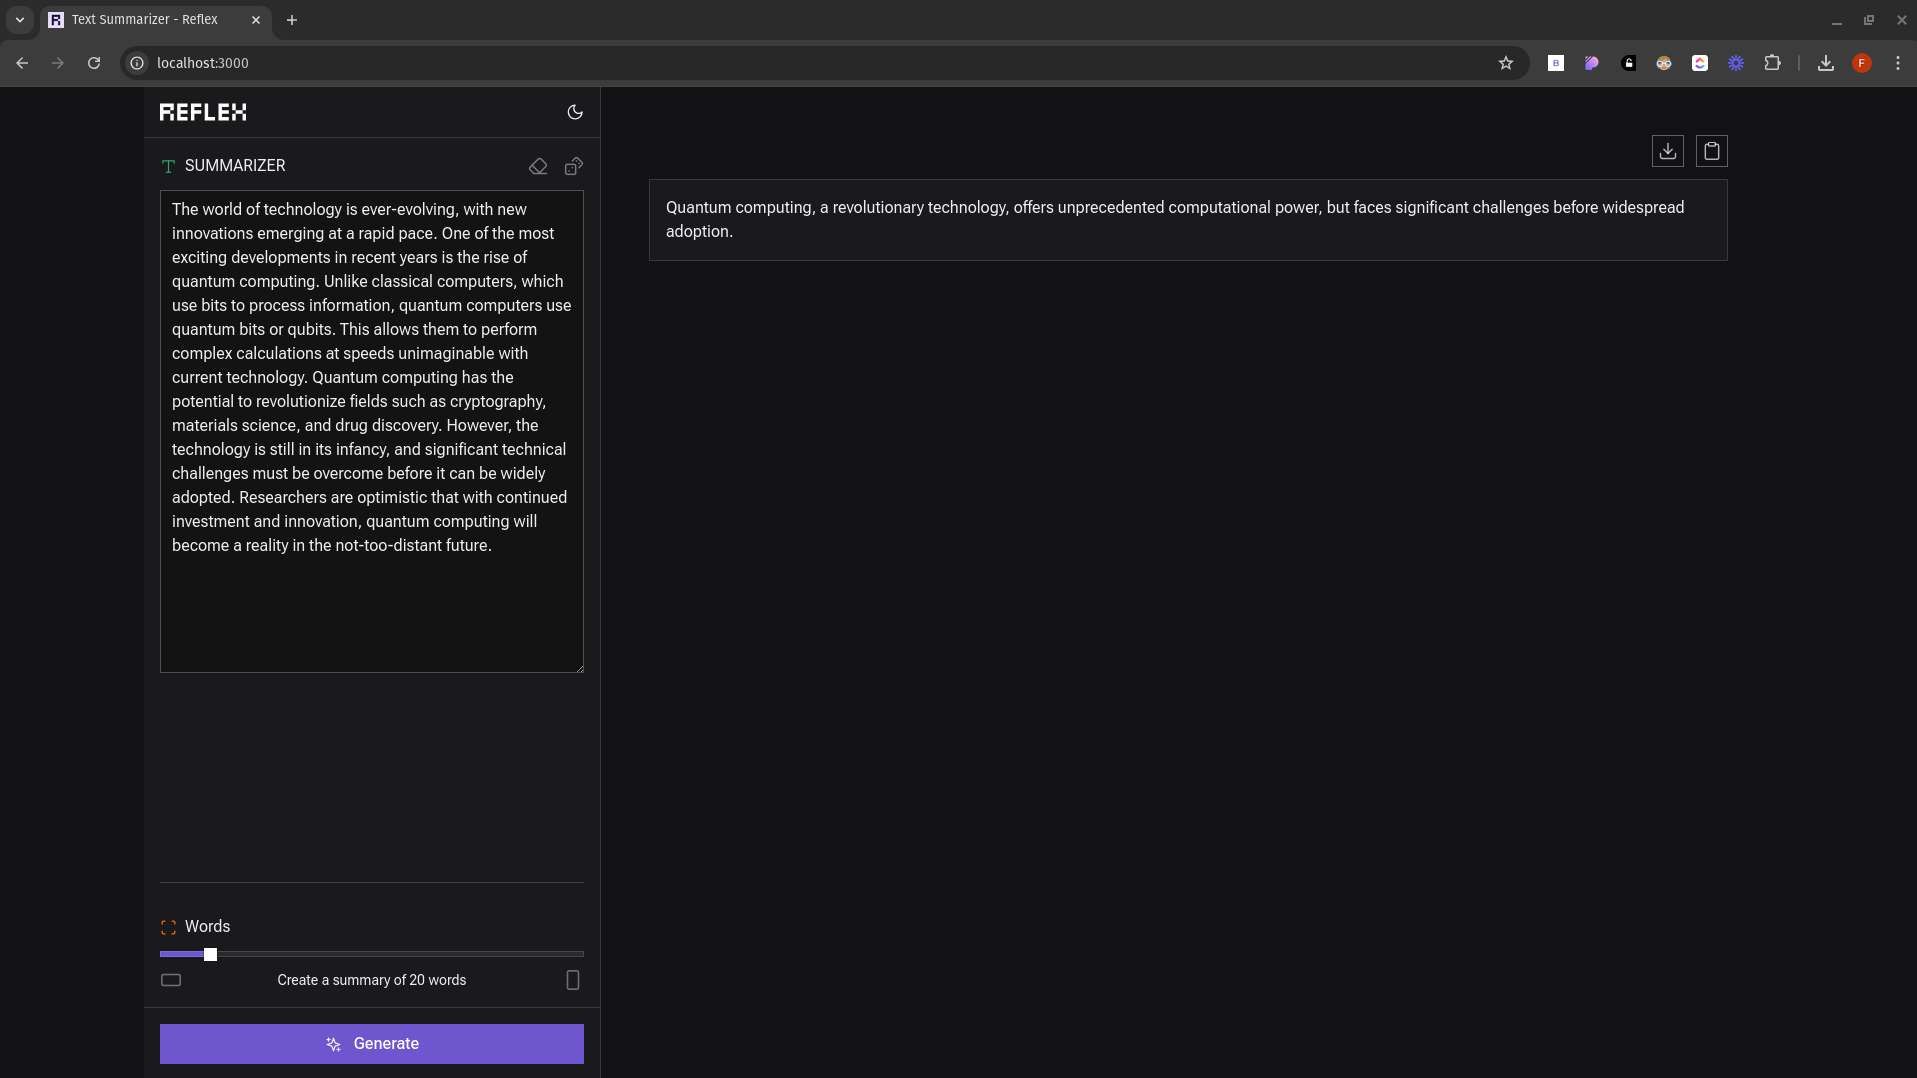 Text Summarizer - Reflex
localhost:3000
B
F
REFLEX
SUMMARIZER
The world of technology is ever-evolving, with new
innovations emerging at a rapid pace. One of the most
exciting developments in recent years is the rise of
quantum computing. Unlike classical computers, which
use bits to process information, quantum computers use
quantum bits or qubits. This allows them to perform
complex calculations at speeds unimaginable with
current technology. Quantum computing has the
potential to revolutionize fields such as cryptography,
materials science, and drug discovery. However, the
technology is still in its infancy, and significant technical
challenges must be overcome before it can be widely
adopted. Researchers are optimistic that with continued
investment and innovation, quantum computing will
become a reality in the not-too-distant future.
Words
Create a summary of 20 words
Generate
Quantum computing, a revolutionary technology, offers unprecedented computational power, but faces significant challenges before widespread
adoption.